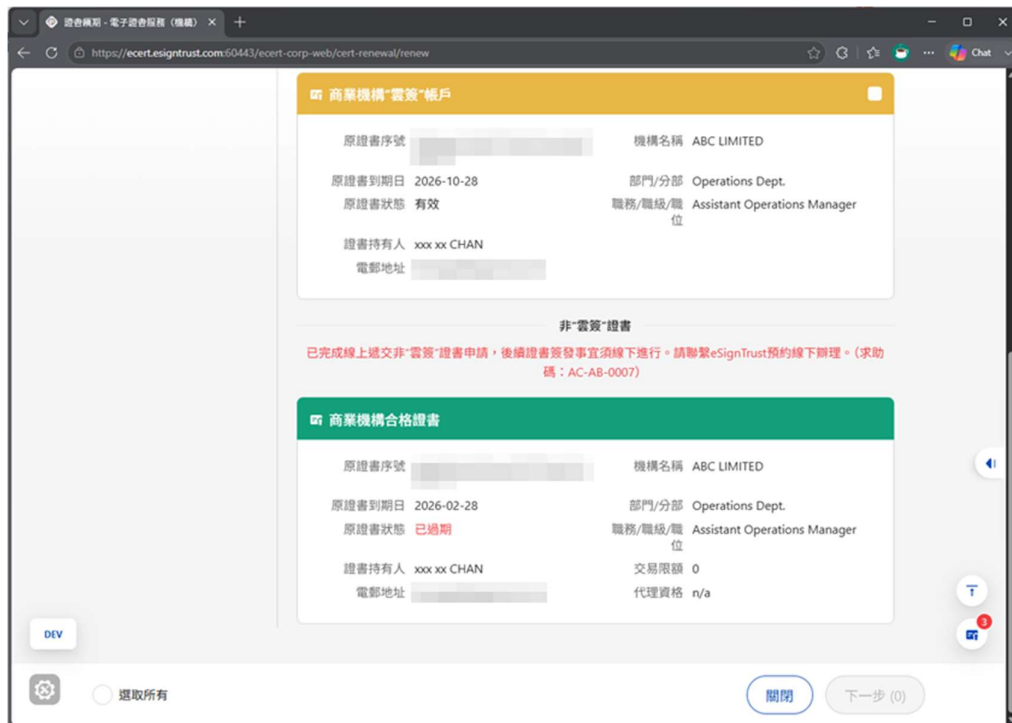 證書續期 - 電子證書服務（機構）
https://ecert.esigntrust.com:60443/ecert-corp-web/cert-renewal/renew
Chat
商業機構“雲簽”帳戶
原證書序號
機構名稱 ABC LIMITED
原證書到期日 2026-10-28
部門/分部 Operations Dept.
原證書狀態 有效
職務/職級/職位 Assistant Operations Manager
證書持有人 xxx xx CHAN
電郵地址
非“雲簽”證書
已完成線上遞交非“雲簽”證書申請，後續證書簽發事宜須線下進行。請聯繫eSignTrust預約線下辦理。（求助
碼：AC-AB-0007）
商業機構合格證書
原證書序號
機構名稱 ABC LIMITED
原證書到期日 2026-02-28
部門/分部 Operations Dept.
原證書狀態 已過期
職務/職級/職位 Assistant Operations Manager
證書持有人 xxx xx CHAN
交易限額 0
電郵地址
代理資格 n/a
3
DEV
選取所有
關閉
下一步 (0)